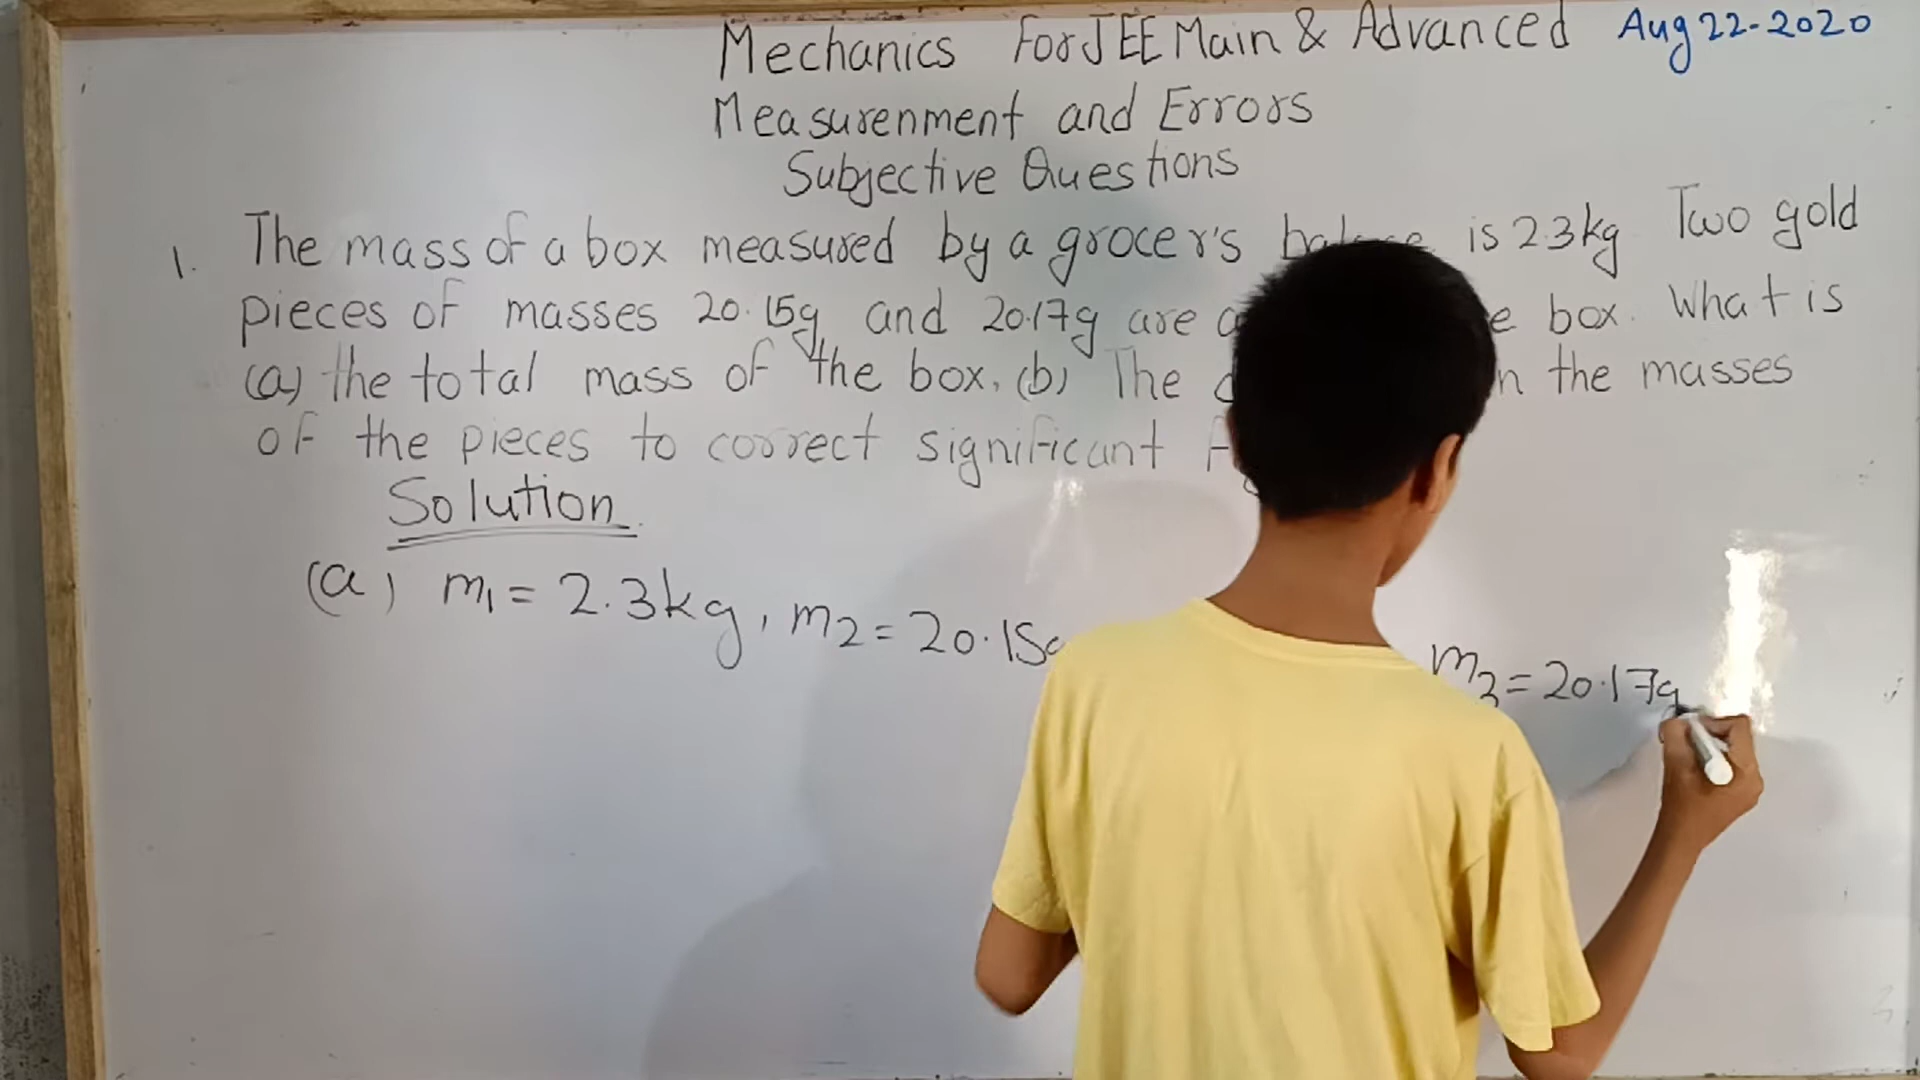 Mechanics For JEE Main & Advanced Aug 22-2020
Measurenment and Errors
Subjective Questions
1. The mass of a box measured by a grocer's is 2.3kg Two gold
pieces of masses 20.15g and 20.17g are box. What is
(a) the total mass of the box, (b) The the masses
of the pieces to correct significant
Solution
(a) m1 = 2.3kg, m2 = 20.15g m3 = 20.17g